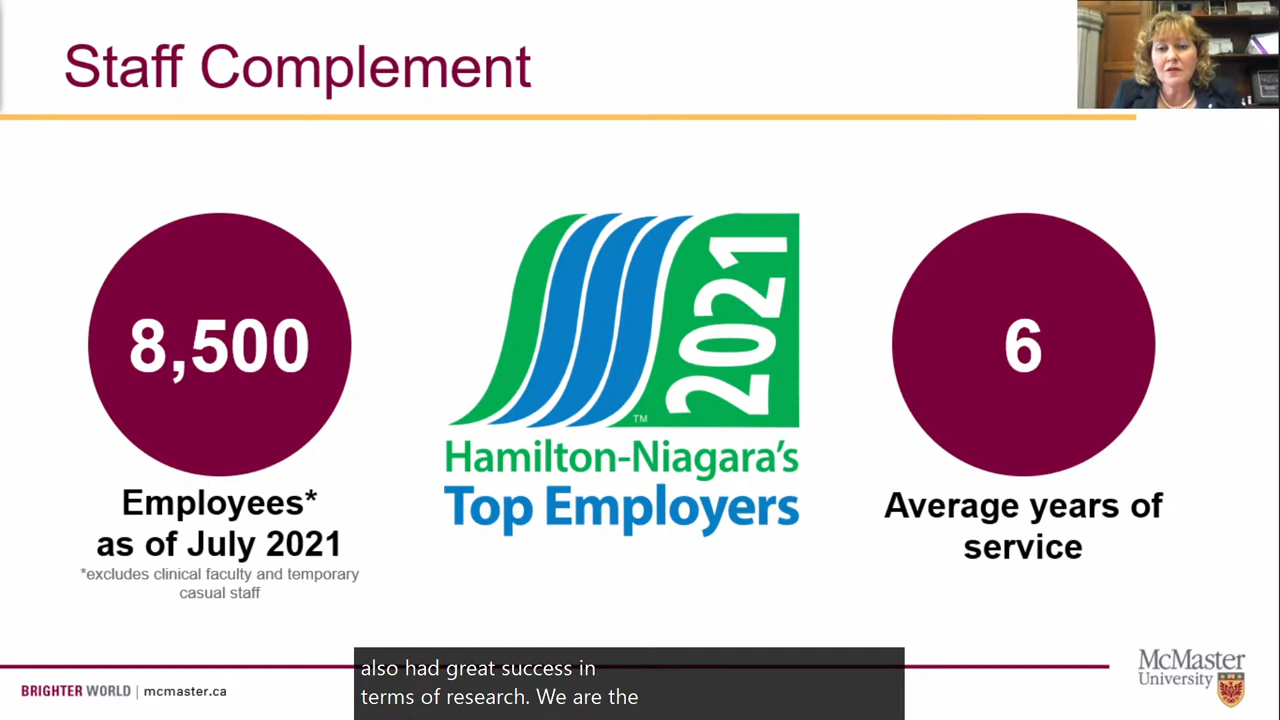 Staff Complement
8,500
Employees*
as of July 2021
*excludes clinical faculty and temporary
casual staff
2021
TM
Hamilton-Niagara's
Top Employers
6
Average years of
service
also had great success in
terms of research. We are the
BRIGHTER WORLD | mcmaster.ca
McMaster
University